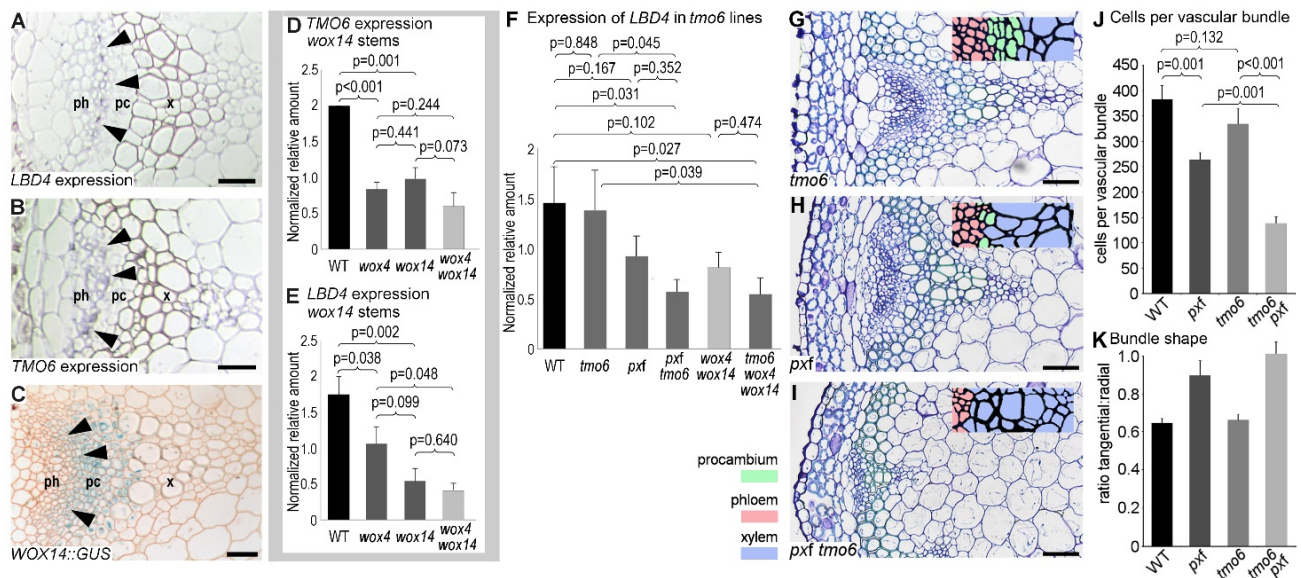 A
ph
pc
x
LBD4 expression
B
ph
pc
x
TMO6 expression
C
ph
pc
x
WOX14::GUS
D TMO6 expression
wox14 stems
p=0.001
p<0.001
p=0.244
p=0.441
p=0.073
Normalized relative amount
2
1.5
1.0
0.5
0
WT wox4 wox14 wox4
wox14
E LBD4 expression
wox14 stems
p=0.002
p=0.038
p=0.048
p=0.099
p=0.640
Normalized relative amount
2
1.5
1.0
0.5
0
WT wox4 wox14 wox4
wox14
F Expression of LBD4 in tmo6 lines
p=0.848 p=0.045
p=0.167 p=0.352
p=0.031
p=0.102 p=0.474
p=0.027
p=0.039
Normalized relative amount
2
1.5
1.0
0.5
0
WT tmo6 pxf pxf
tmo6 wox4
wox14 tmo6
wox4
wox14
G
tmo6
H
pxf
I
pxf tmo6
procambium
phloem
xylem
J Cells per vascular bundle
p=0.132
p=0.001 p<0.001
p=0.001
cells per vascular bundle
450
400
350
300
250
200
150
100
50
0
WT pxf tmo6 tmo6
pxf
K Bundle shape
ratio tangential:radial
1.0
0.8
0.6
0.4
0.2
0
WT pxf tmo6 tmo6
pxf